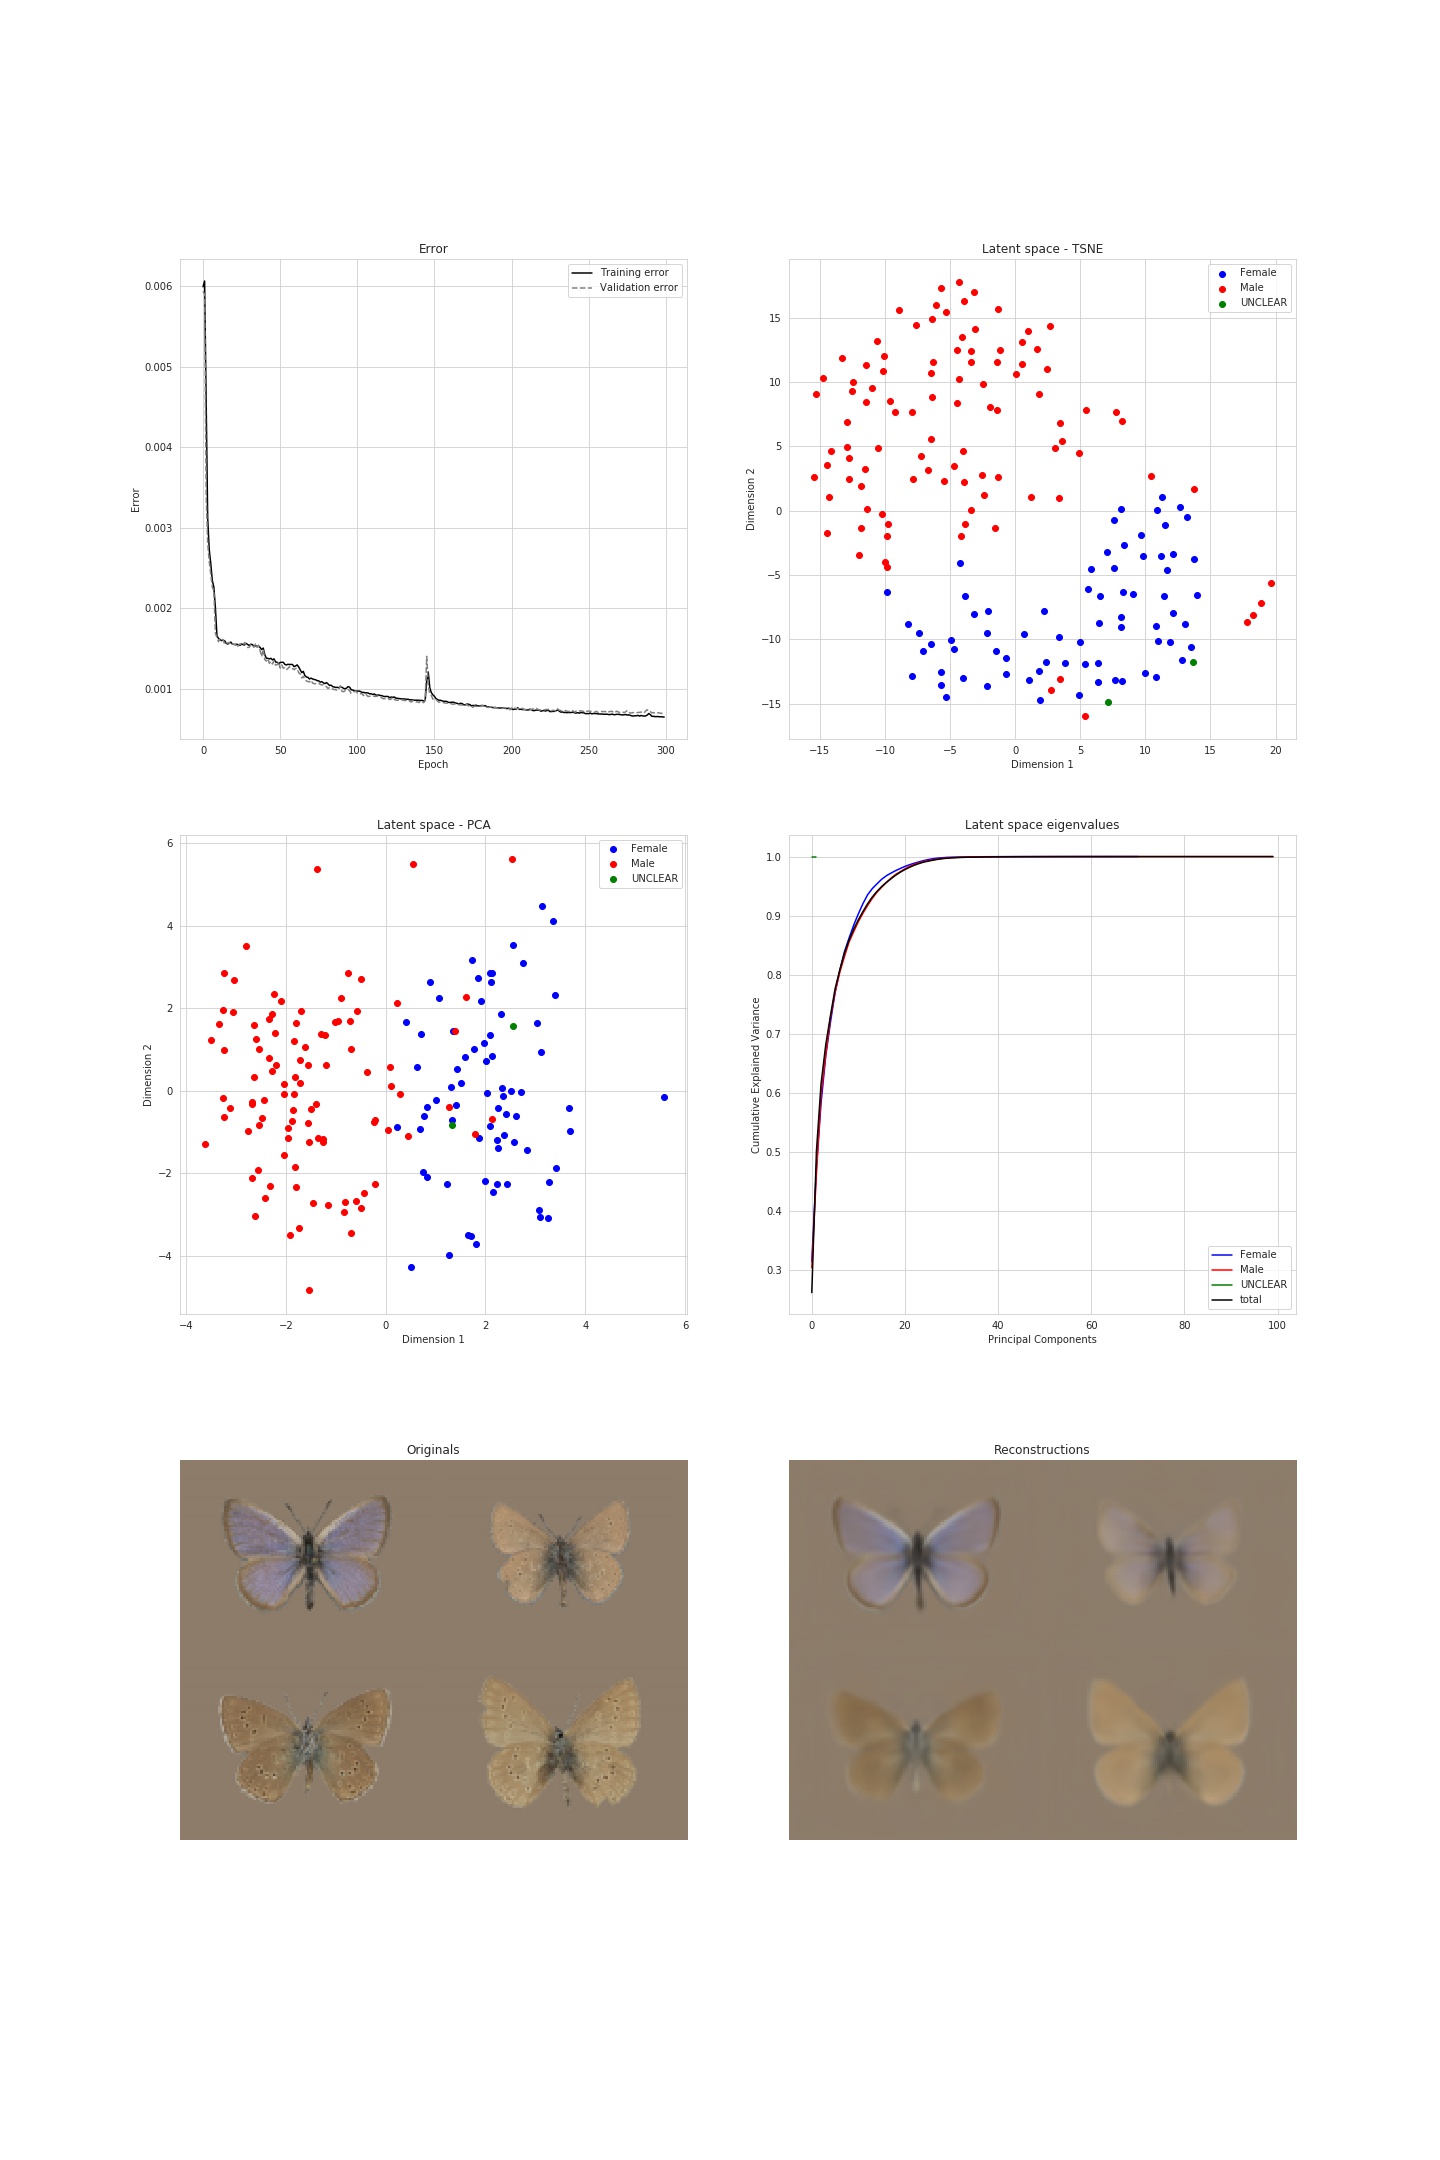 Error
Training error
Validation error
0.006
0.005
0.004
0.003
0.002
0.001
Error
0 50 100 150 200 250 300
Epoch
Latent space - TSNE
Female
Male
UNCLEAR
15
10
5
0
−5
−10
−15
Dimension 2
−15 −10 −5 0 5 10 15 20
Dimension 1
Latent space - PCA
Female
Male
UNCLEAR
6
4
2
0
−2
−4
Dimension 2
−4 −2 0 2 4 6
Dimension 1
Latent space eigenvalues
1.0
0.9
0.8
0.7
0.6
0.5
0.4
0.3
Cumulative Explained Variance
Female
Male
UNCLEAR
total
0 20 40 60 80 100
Principal Components
Originals
Reconstructions